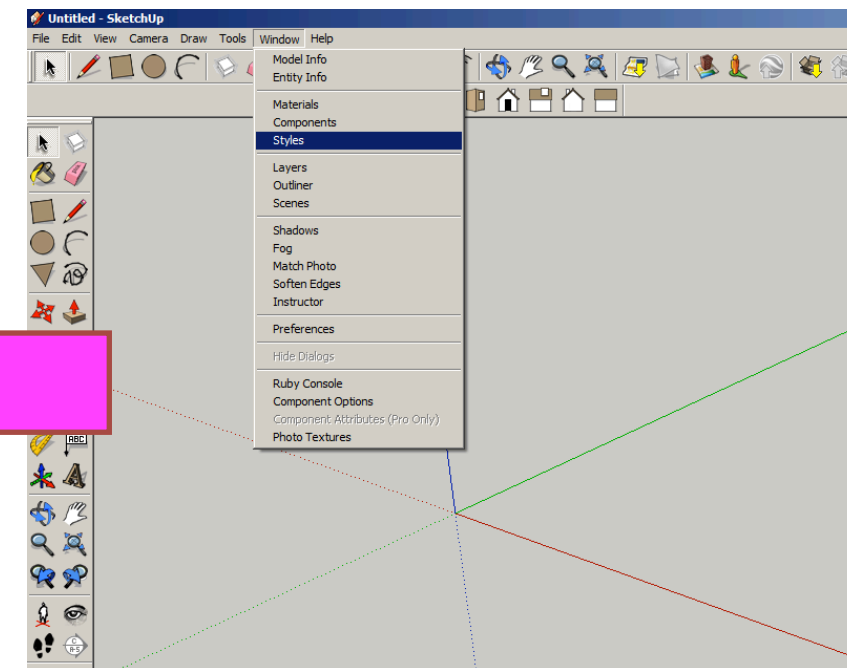 Untitled - SketchUp
File Edit View Camera Draw Tools Window Help
Model Info
Entity Info
Materials
Components
Styles
Layers
Outliner
Scenes
Shadows
Fog
Match Photo
Soften Edges
Instructor
Preferences
Hide Dialogs
Ruby Console
Component Options
Component Attributes (Pro Only)
Photo Textures
ABC